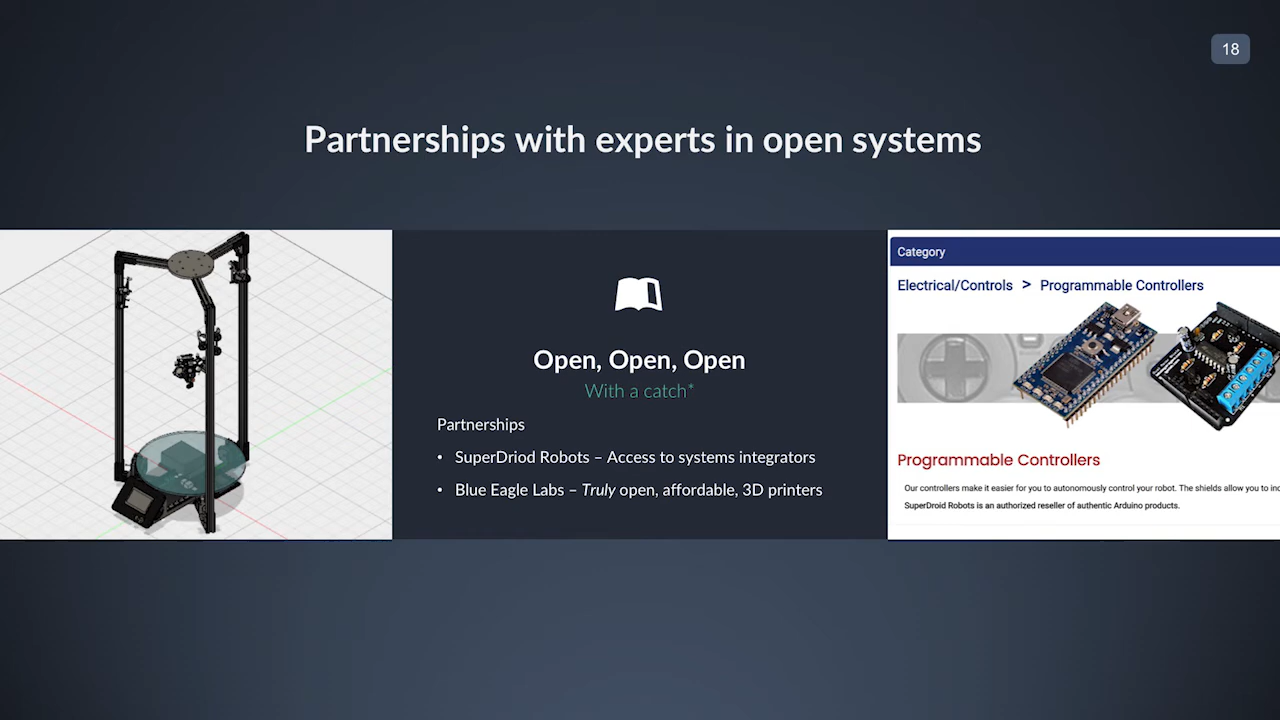 18
Partnerships with experts in open systems
Open, Open, Open
With a catch*
Partnerships
• SuperDriod Robots – Access to systems integrators
• Blue Eagle Labs – Truly open, affordable, 3D printers
Category
Electrical/Controls > Programmable Controllers
Programmable Controllers
Our controllers make it easier for you to autonomously control your robot. The shields allow you to
SuperDroid Robots is an authorized reseller of authentic Arduino products.